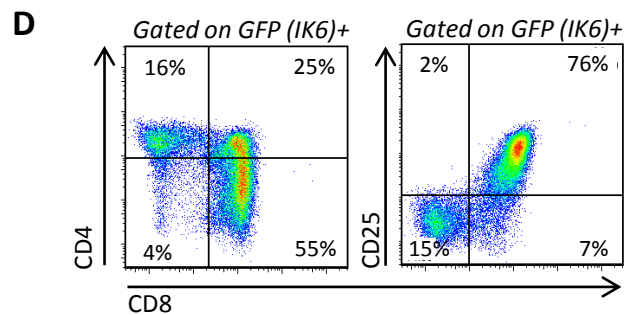 D
Gated on GFP (IK6)+
Gated on GFP (IK6)+
16%
25%
4%
55%
CD4
2%
76%
15%
7%
CD25
CD8